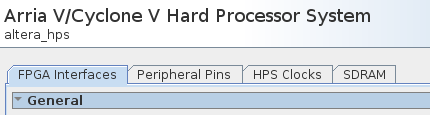 Arria V/Cyclone V Hard Processor System
altera_hps
FPGA Interfaces Peripheral Pins HPS Clocks SDRAM
General